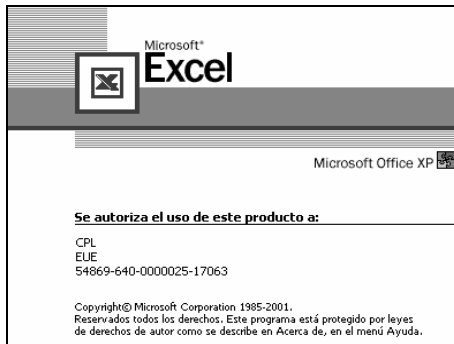 Microsoft®
Excel
Microsoft Office XP
Se autoriza el uso de este producto a:
CPL
EUE
54869-640-0000025-17063
Copyright© Microsoft Corporation 1985-2001.
Reservados todos los derechos. Este programa está protegido por leyes
de derechos de autor como se describe en Acerca de, en el menú Ayuda.